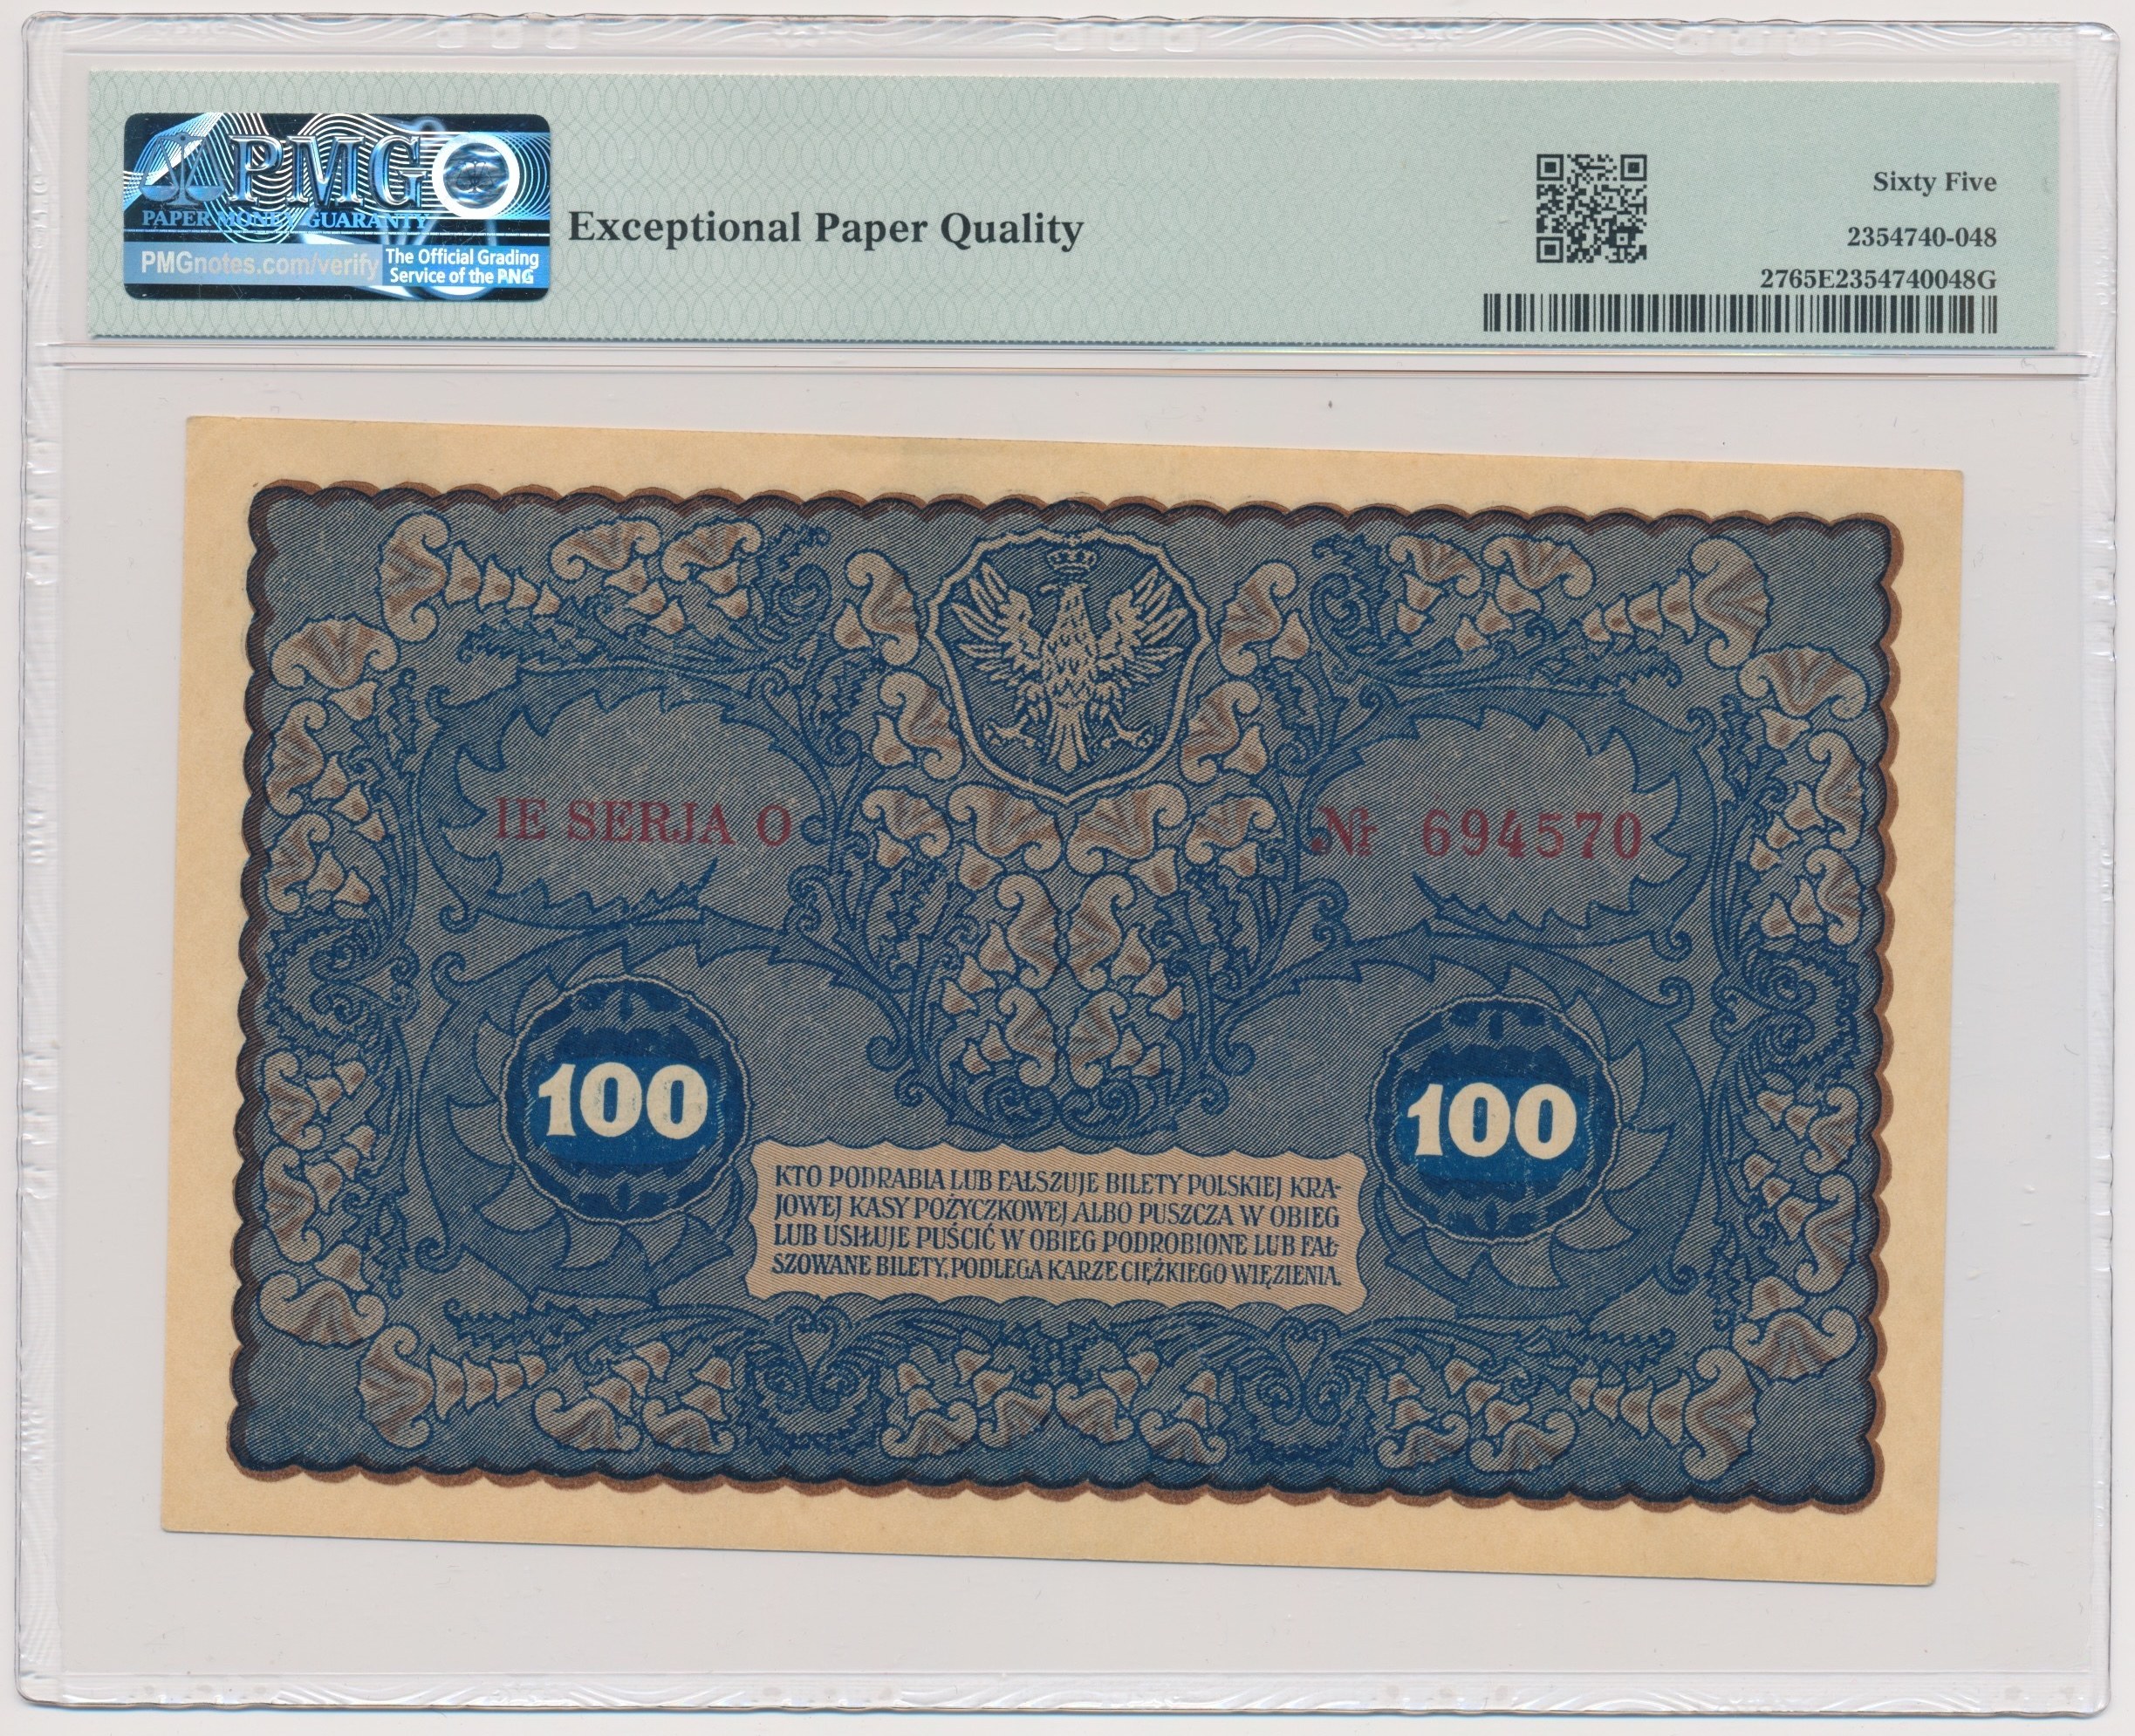 PMG
PAPER MONEY GUARANTY
PMGnotes.com/verify
The Official Grading
Service of the PNG
Exceptional Paper Quality
Sixty Five
2354740-048
2765E2354740048G
IE SERJA O
№ 694570
100
100
KTO PODRABIA LUB FAŁSZUJE BILETY POLSKIEJ KRA-
JOWEJ KASY POŻYCZKOWEJ ALBO PUSZCZA W OBIEG
LUB USIŁUJE PUŚCIĆ W OBIEG PODROBIONE LUB FAŁ-
SZOWANE BILETY, PODLEGA KARZE CIĘŻKIEGO WIĘZIENIA.